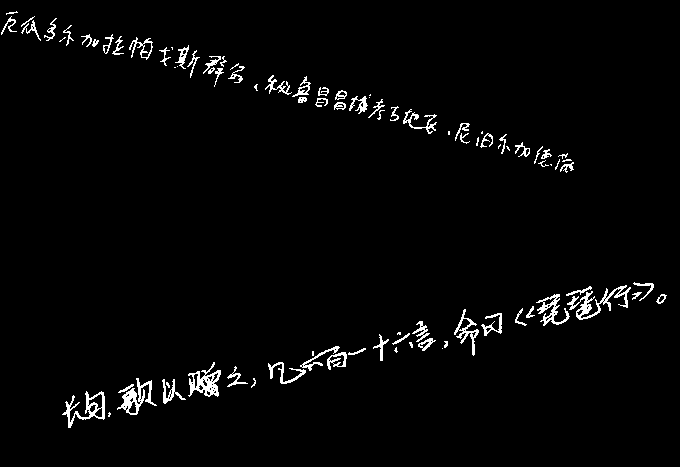 厄瓜多尔加拉帕戈斯群岛、秘鲁昌昌城考古地区、尼泊尔加德满
长句,歌以赠之,凡六百一十六言,命曰《琵琶行》。